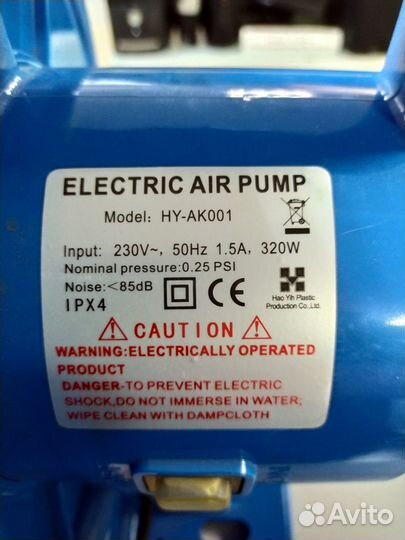 ELECTRIC AIR PUMP
Model: HY-AK001
Input: 230V~, 50Hz 1.5A, 320W
Nominal pressure:0.25 PSI
Noise:<85dB
IPX4
CE
Hao Yih Plastic
Production Co.,Ltd.
CAUTION
WARNING:ELECTRICALLY OPERATED
PRODUCT
DANGER-TO PREVENT ELECTRIC
SHOCK,DO NOT IMMERSE IN WATER;
WIPE CLEAN WITH DAMPCLOTH
Avito